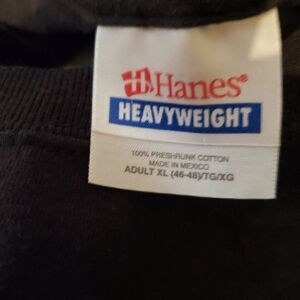 H Hanes®
HEAVYWEIGHT
100% PRESHRUNK COTTON
MADE IN MEXICO
ADULT XL (46-48)/TG/XG